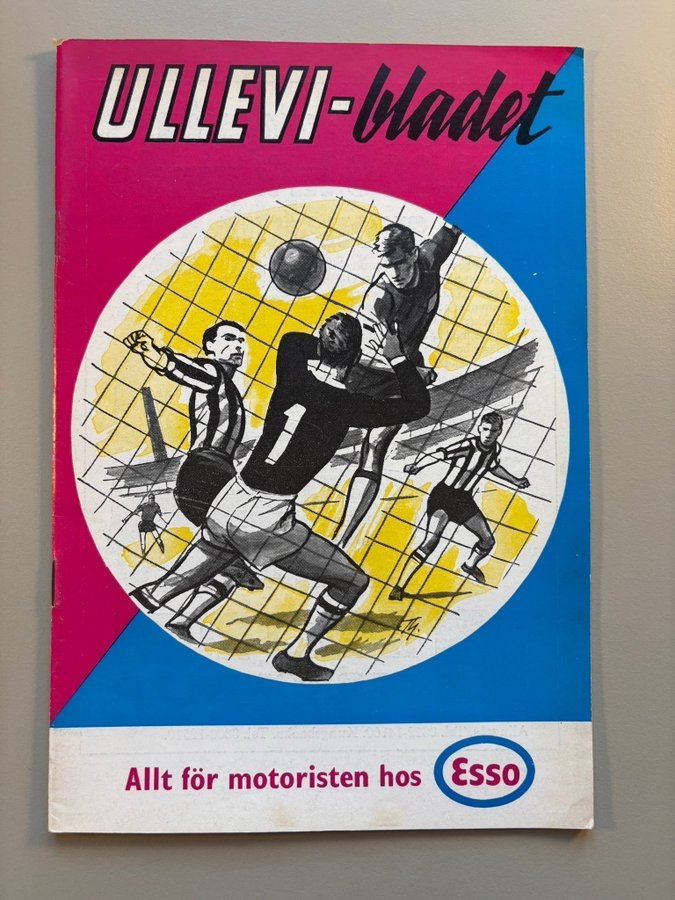 ULLEVI-bladet
1
Allt för motoristen hos Esso